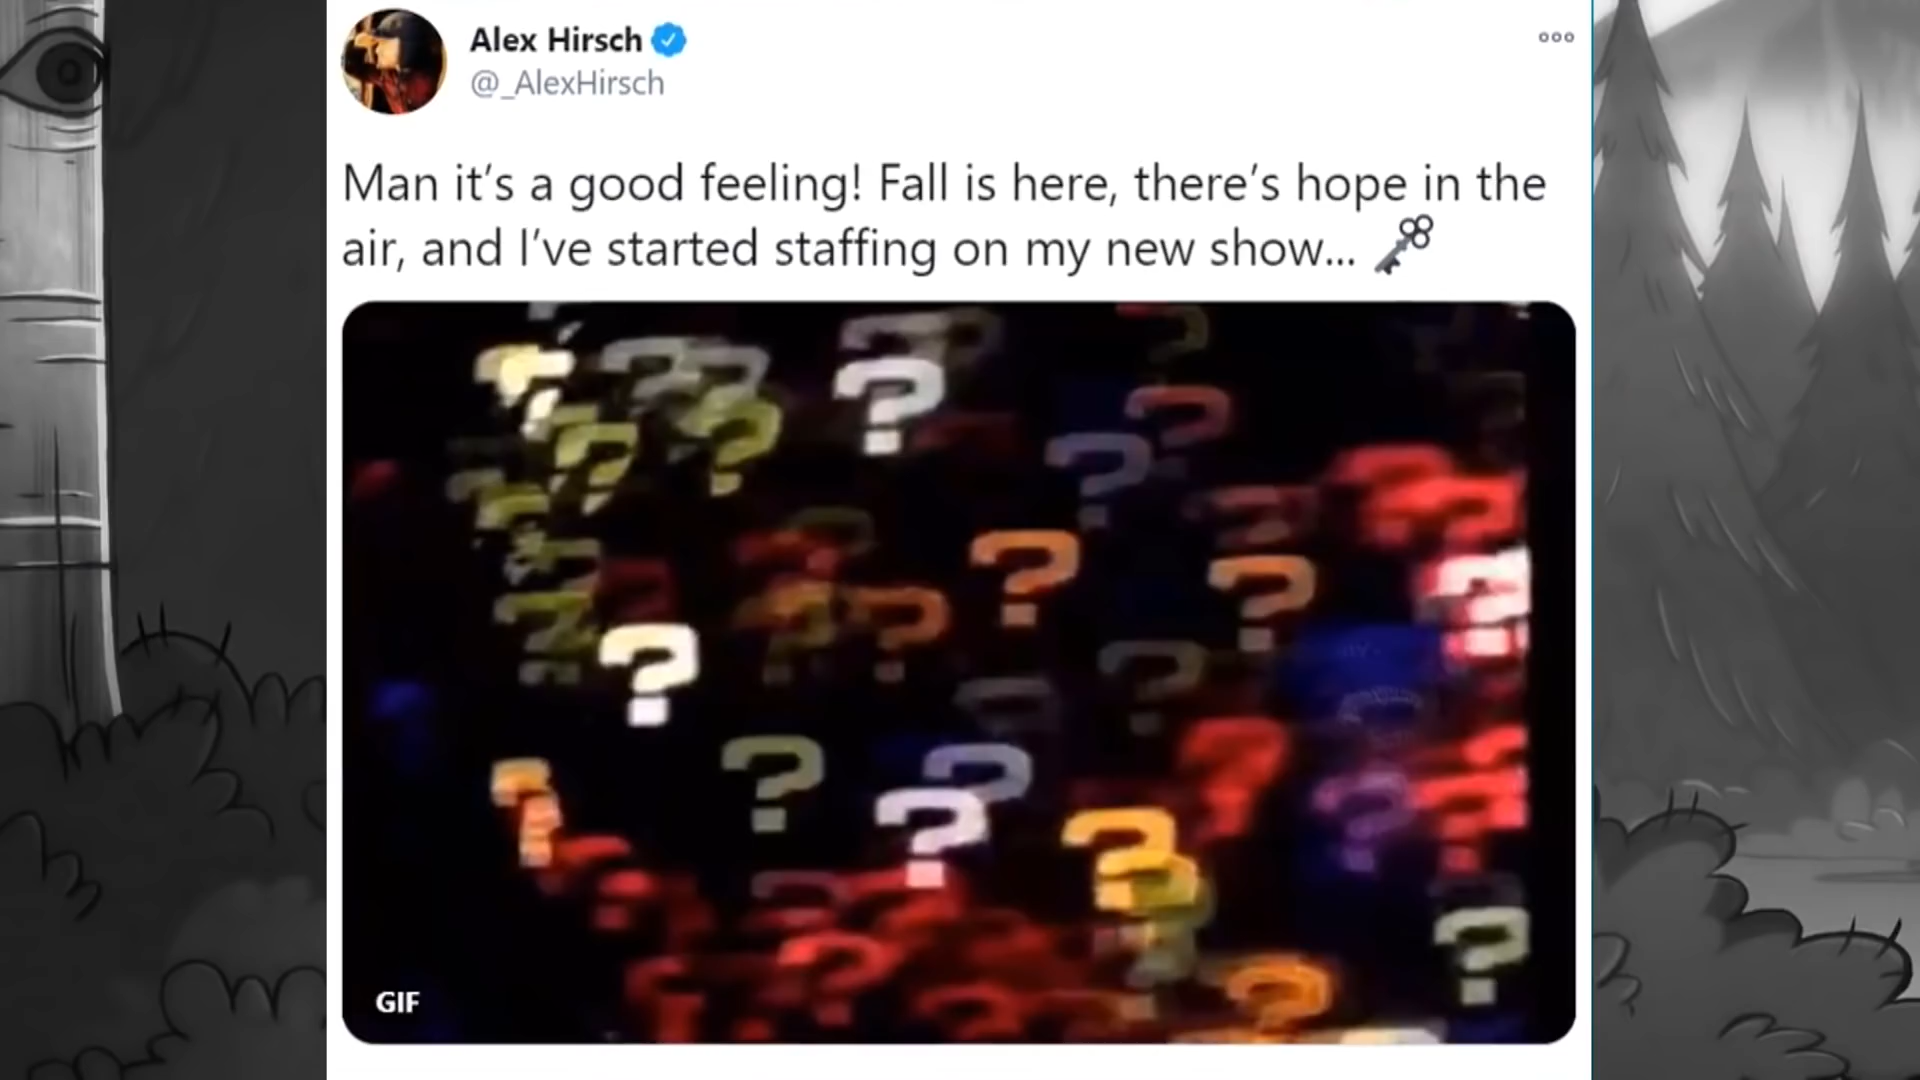 Alex Hirsch
@_AlexHirsch
Man it's a good feeling! Fall is here, there's hope in the
air, and I've started staffing on my new show... 🗝
GIF